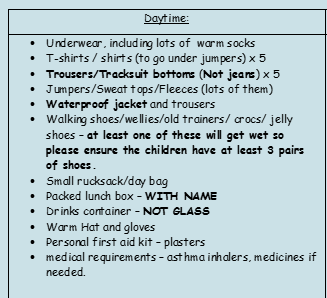 Daytime:
• Underwear, including lots of warm socks
• T-shirts / shirts (to go under jumpers) x 5
• Trousers/Tracksuit bottoms (Not jeans) x 5
• Jumpers/Sweat tops/Fleeces (lots of them)
• Waterproof jacket and trousers
• Walking shoes/wellies/old trainers/ crocs/ jelly
shoes – at least one of these will get wet so
please ensure the children have at least 3 pairs
of shoes.
• Small rucksack/day bag
• Packed lunch box – WITH NAME
• Drinks container – NOT GLASS
• Warm Hat and gloves
• Personal first aid kit – plasters
• medical requirements – asthma inhalers, medicines if
needed.